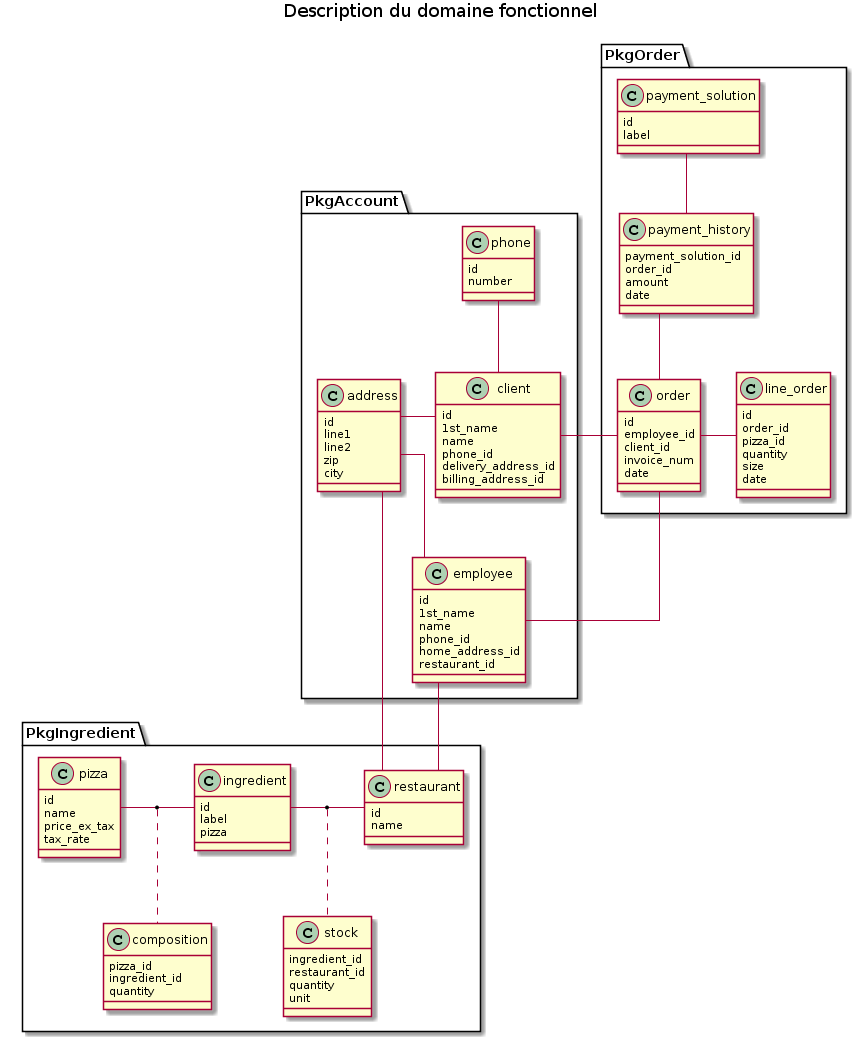 Description du domaine fonctionnel
PkgOrder
C payment_solution
id
label
C payment_history
payment_solution_id
order_id
amount
date
C order
id
employee_id
client_id
invoice_num
date
C line_order
id
order_id
pizza_id
quantity
size
date
PkgAccount
C phone
id
number
C address
id
line1
line2
zip
city
C client
id
1st_name
name
phone_id
delivery_address_id
billing_address_id
C employee
id
1st_name
name
phone_id
home_address_id
restaurant_id
PkgIngredient
C pizza
id
name
price_ex_tax
tax_rate
C ingredient
id
label
pizza
C restaurant
id
name
C composition
pizza_id
ingredient_id
quantity
C stock
ingredient_id
restaurant_id
quantity
unit